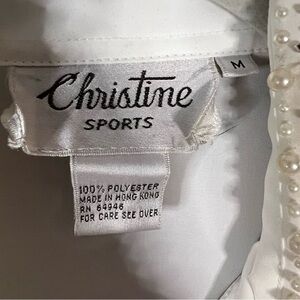 Christine
SPORTS
M
100% POLYESTER
MADE IN HONG KONG
RN 64946
FOR CARE SEE OVER